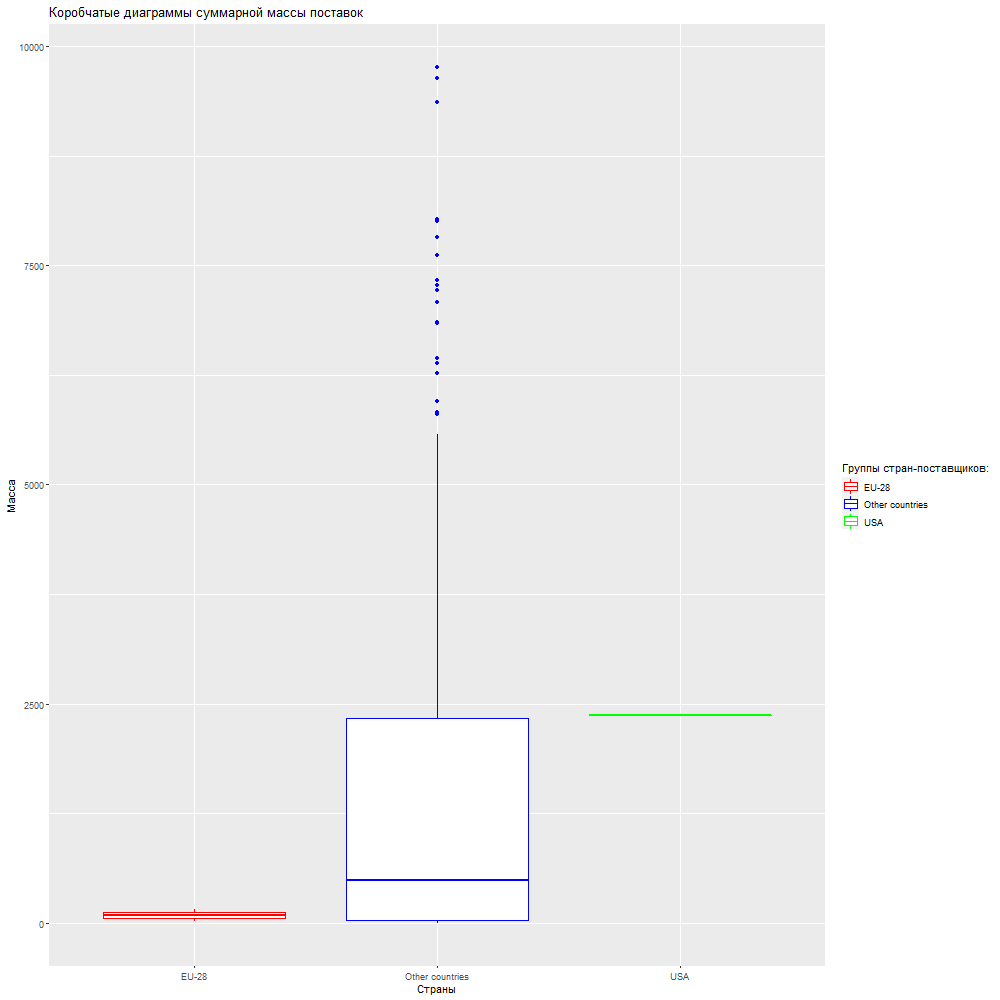 Коробчатые диаграммы суммарной массы поставок
10000
7500
5000
2500
0
Масса
EU-28
Other countries
USA
Страны
Группы стран-поставщиков:
EU-28
Other countries
USA